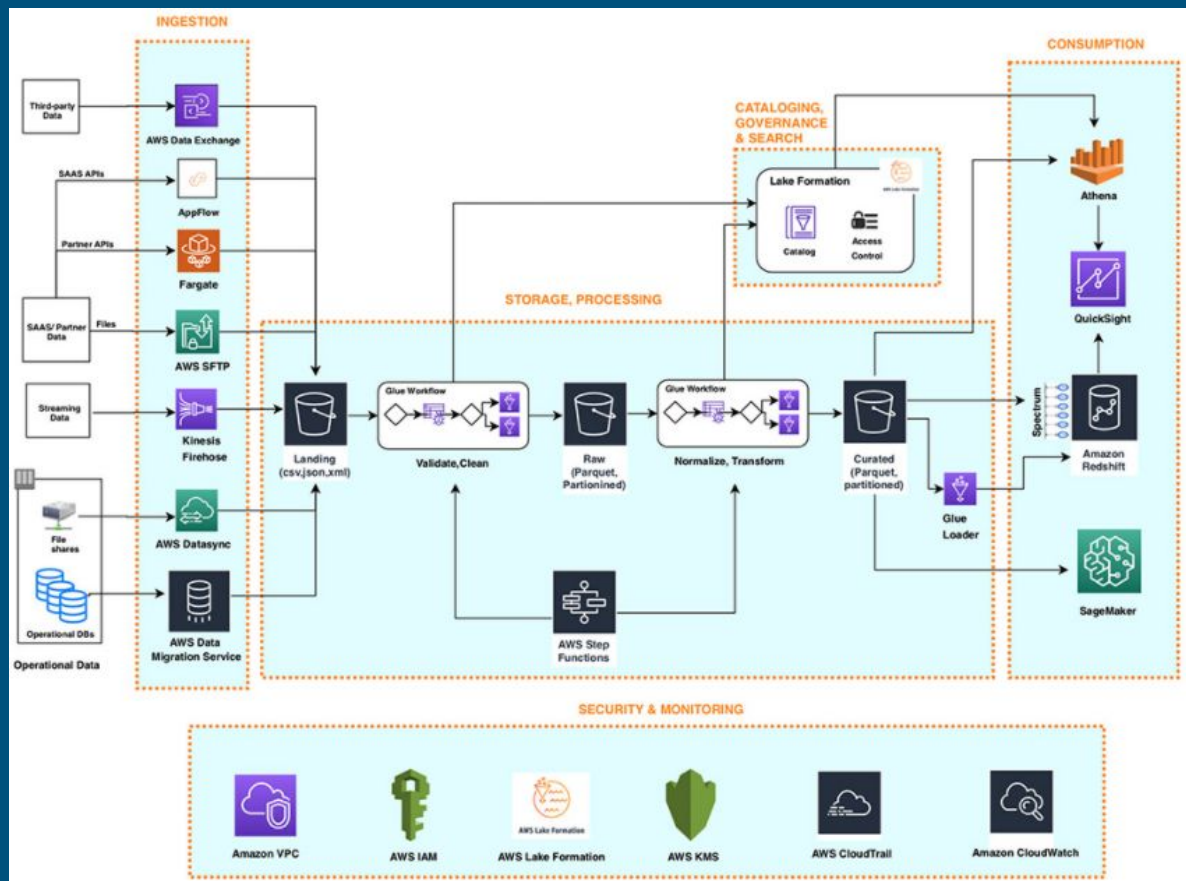 INGESTION
Third-party
Data
AWS Data Exchange
SAAS APIs
AppFlow
Partner APIs
Fargate
SAAS/ Partner
Data
Files
AWS SFTP
Streaming
Data
Kinesis
Firehose
File
shares
AWS Datasync
Operational DBs
Operational Data
AWS Data
Migration Service
STORAGE, PROCESSING
Landing
(csv,json,xml)
Glue Workflow
Validate,Clean
Raw
(Parquet,
Partionined)
Glue Workflow
Normalize, Transform
Curated
(Parquet,
partitioned)
Glue
Loader
AWS Step
Functions
CATALOGING,
GOVERNANCE
& SEARCH
Lake Formation
AWS Lake Formation
Catalog
Access
Control
CONSUMPTION
Athena
QuickSight
Spectrum
Amazon
Redshift
SageMaker
SECURITY & MONITORING
Amazon VPC
AWS IAM
AWS Lake Formation
AWS Lake Formation
AWS KMS
AWS CloudTrail
Amazon CloudWatch